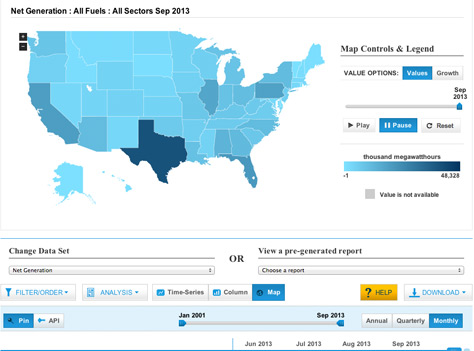 Net Generation : All Fuels : All Sectors Sep 2013
+
-
Map Controls & Legend
VALUE OPTIONS: Values Growth
Sep
2013
Play Pause Reset
thousand megawatthours
-1 48,328
Value is not available
Change Data Set
OR
View a pre-generated report
Net Generation
Choose a report
FILTER/ORDER ANALYSIS Time-Series Column Map ? HELP DOWNLOAD
Pin API Jan 2001 Sep 2013 Annual Quarterly Monthly
Jun 2013 Jul 2013 Aug 2013 Sep 2013